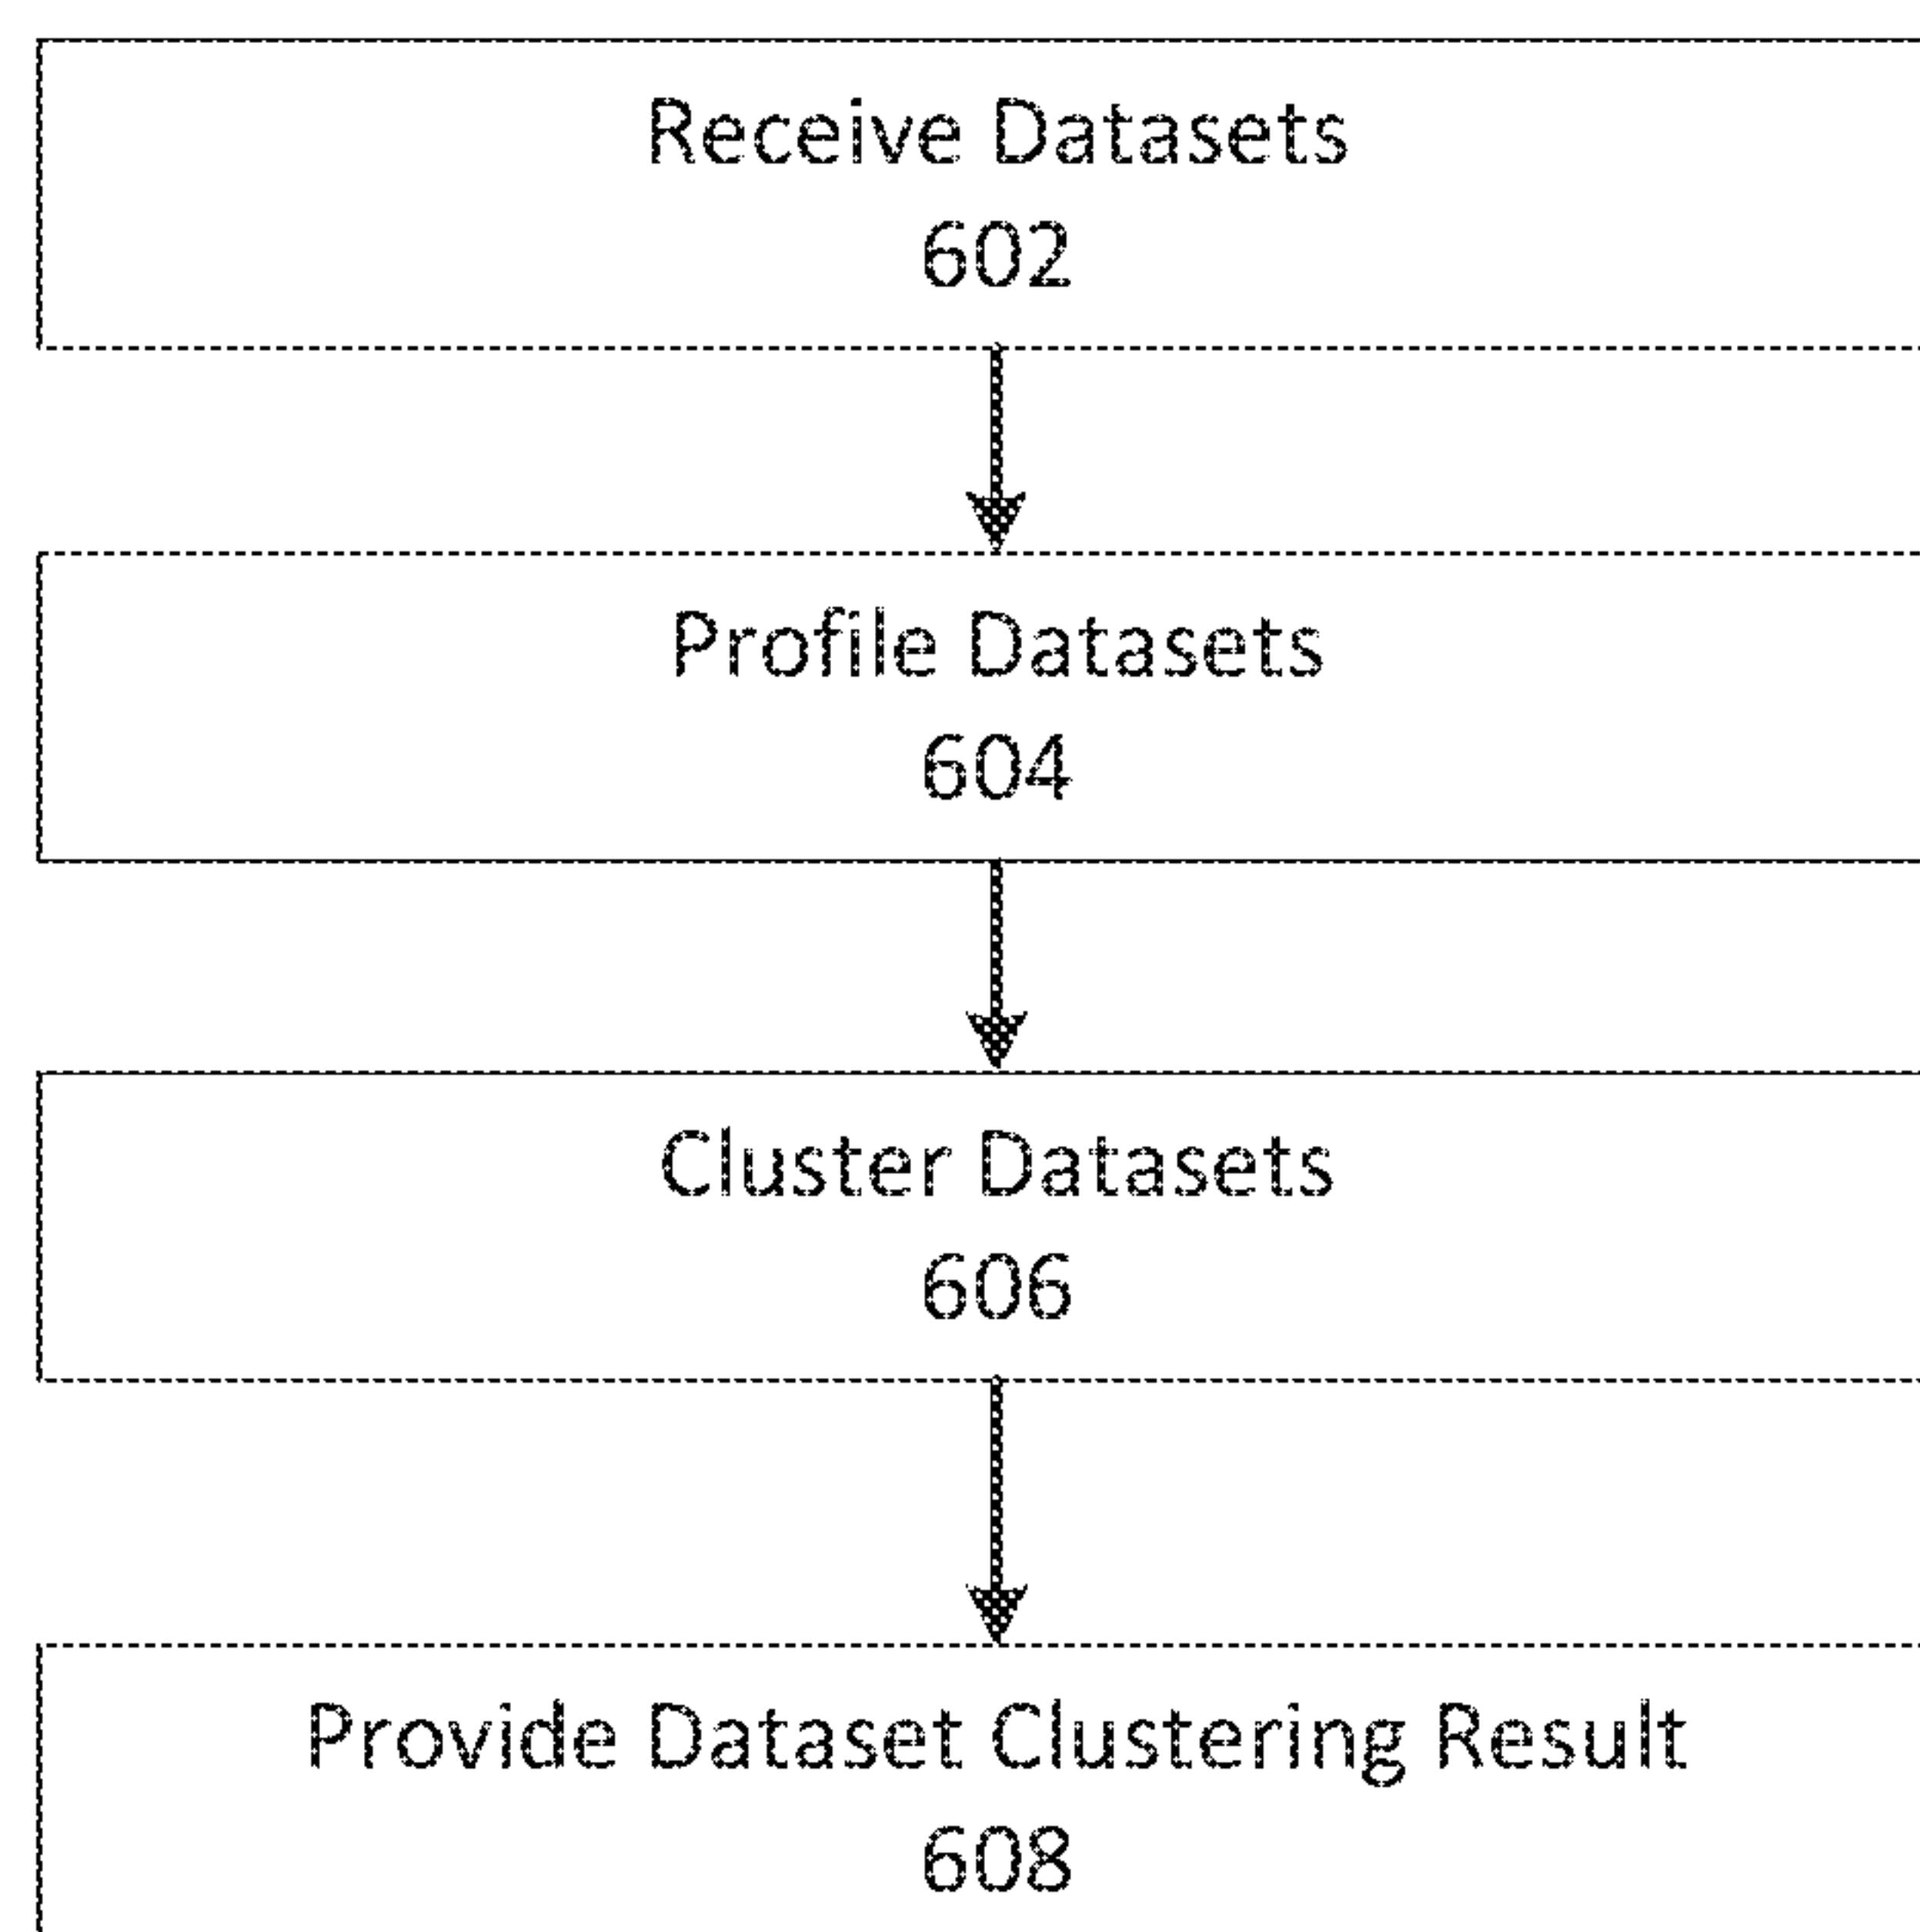 Receive Datasets
602
Profile Datasets
604
Cluster Datasets
606
Provide Dataset Clustering Result
608